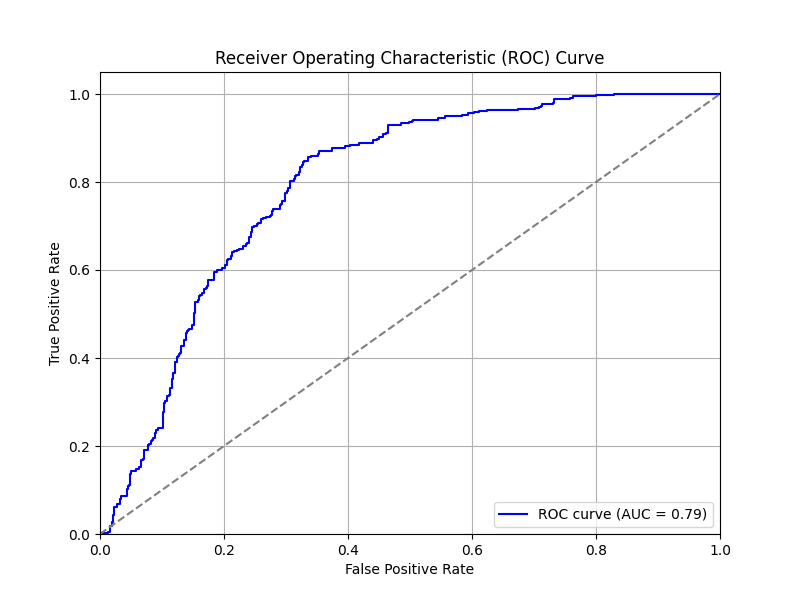 Receiver Operating Characteristic (ROC) Curve
1.0
0.8
0.6
0.4
0.2
0.0
True Positive Rate
ROC curve (AUC = 0.79)
0.0 0.2 0.4 0.6 0.8 1.0
False Positive Rate